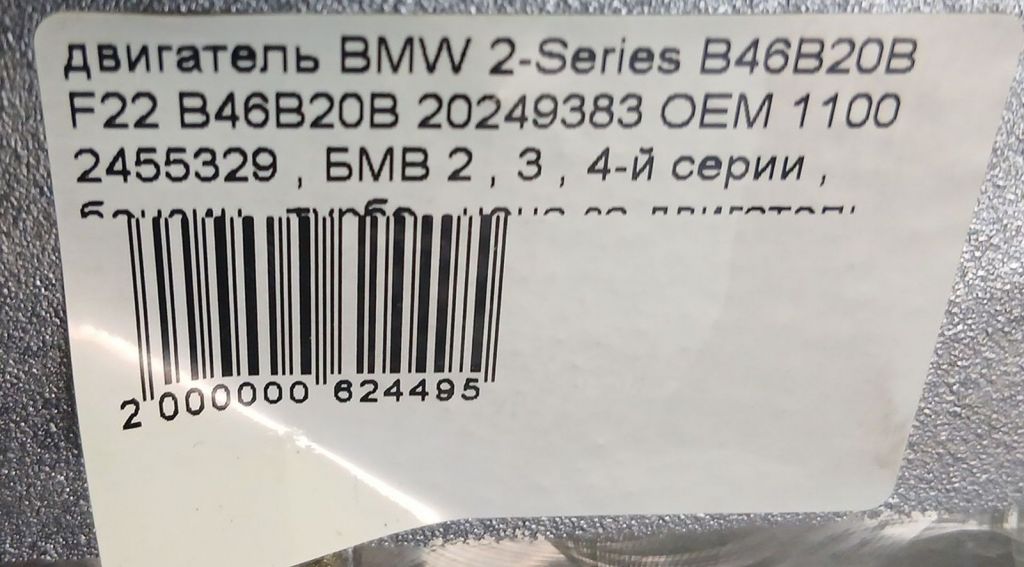 двигатель BMW 2-Series B46B20B
F22 B46B20B 20249383 OEM 1100
2455329 , БМВ 2 , 3 , 4-й серии ,
2 000000 624495